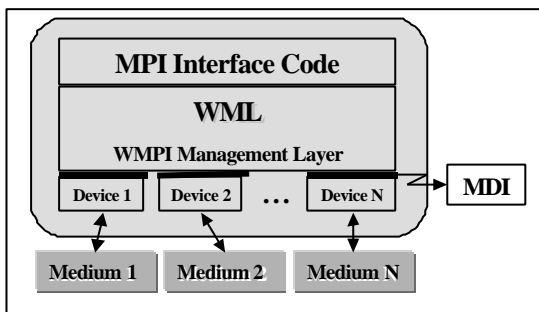 MPI Interface Code
WML
WMPI Management Layer
Device 1 Device 2 ... Device N
MDI
Medium 1 Medium 2 Medium N